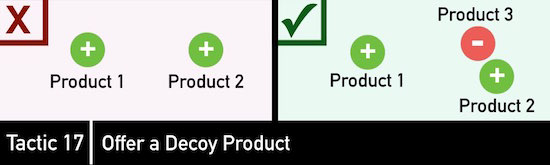 X
Product 1
Product 2
Product 3
Product 1
Product 2
Tactic 17
Offer a Decoy Product